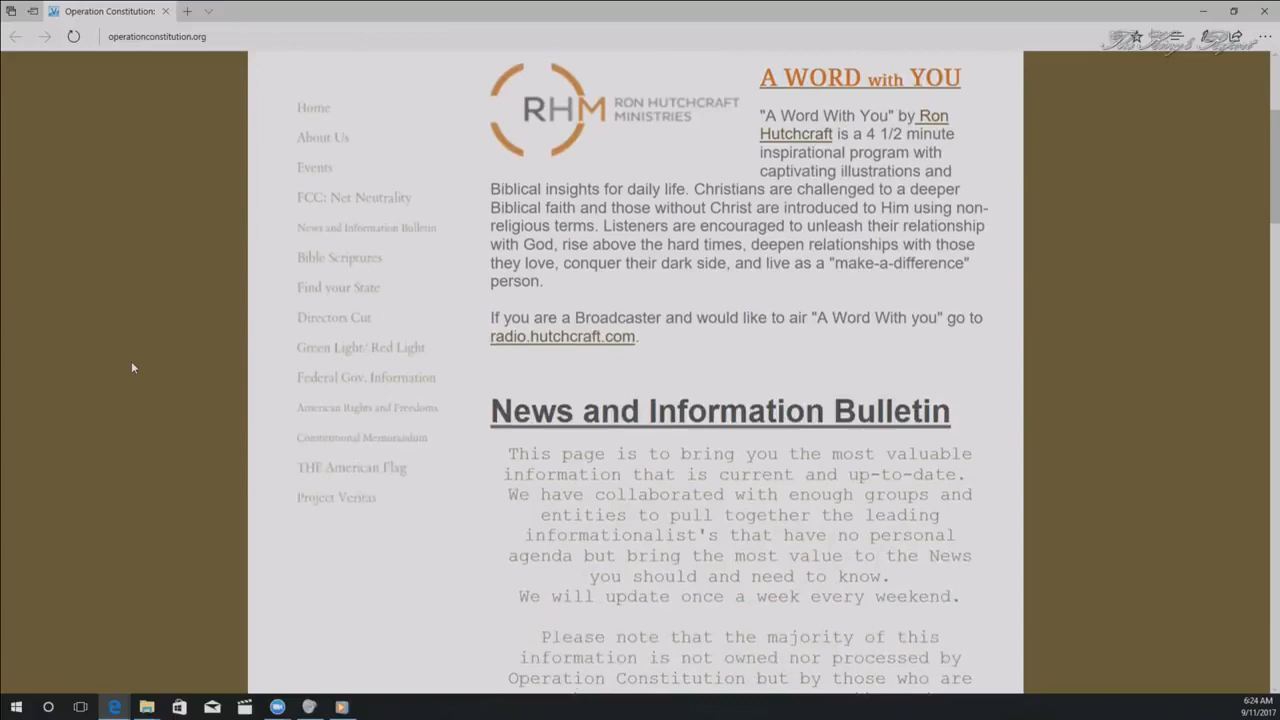 Operation Constitution:
operationconstitution.org
Home
About Us
Events
FCC: Net Neutrality
News and Information Bulletin
Bible Scriptures
Find your State
Directors Cut
Green Light/ Red Light
Federal Gov. Information
American Rights and Freedoms
Constitutional Memorandum
THE American Flag
Project Veritas
RHM RON HUTCHCRAFT
MINISTRIES
A WORD with YOU
"A Word With You" by Ron
Hutchcraft is a 4 1/2 minute
inspirational program with
captivating illustrations and
Biblical insights for daily life. Christians are challenged to a deeper
Biblical faith and those without Christ are introduced to Him using non-
religious terms. Listeners are encouraged to unleash their relationship
with God, rise above the hard times, deepen relationships with those
they love, conquer their dark side, and live as a "make-a-difference"
person.
If you are a Broadcaster and would like to air "A Word With you" go to
radio.hutchcraft.com.
News and Information Bulletin
This page is to bring you the most valuable
information that is current and up-to-date.
We have collaborated with enough groups and
entities to pull together the leading
informationalist's that have no personal
agenda but bring the most value to the News
you should and need to know.
We will update once a week every weekend.
Please note that the majority of this
information is not owned nor processed by
Operation Constitution but by those who are
6:24 AM
9/11/2017